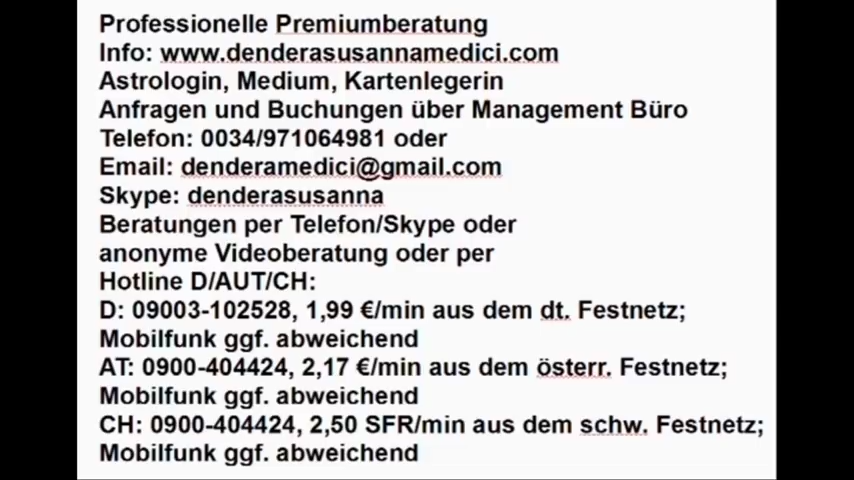 Professionelle Premiumberatung
Info: www.denderasusannamedici.com
Astrologin, Medium, Kartenlegerin
Anfragen und Buchungen über Management Büro
Telefon: 0034/971064981 oder
Email: denderamedici@gmail.com
Skype: denderasusanna
Beratungen per Telefon/Skype oder
anonyme Videoberatung oder per
Hotline D/AUT/CH:
D: 09003-102528, 1,99 €/min aus dem dt. Festnetz;
Mobilfunk ggf. abweichend
AT: 0900-404424, 2,17 €/min aus dem österr. Festnetz;
Mobilfunk ggf. abweichend
CH: 0900-404424, 2,50 SFR/min aus dem schw. Festnetz;
Mobilfunk ggf. abweichend